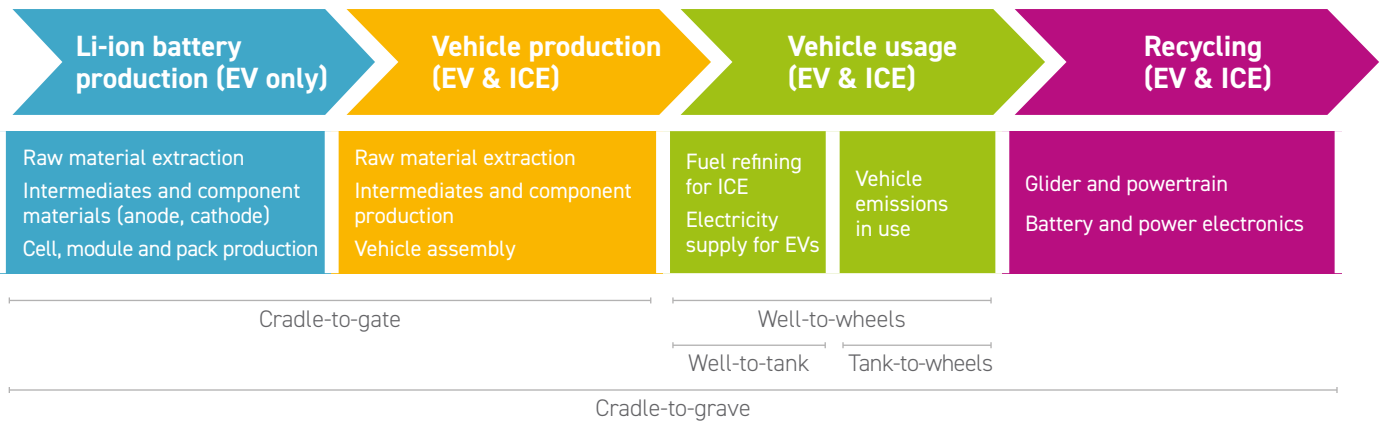 Li-ion battery
production (EV only)
Vehicle production
(EV & ICE)
Vehicle usage
(EV & ICE)
Recycling
(EV & ICE)
Raw material extraction
Intermediates and component
materials (anode, cathode)
Cell, module and pack production
Raw material extraction
Intermediates and component
production
Vehicle assembly
Fuel refining
for ICE
Electricity
supply for EVs
Vehicle
emissions
in use
Glider and powertrain
Battery and power electronics
Cradle-to-gate
Well-to-wheels
Well-to-tank
Tank-to-wheels
Cradle-to-grave